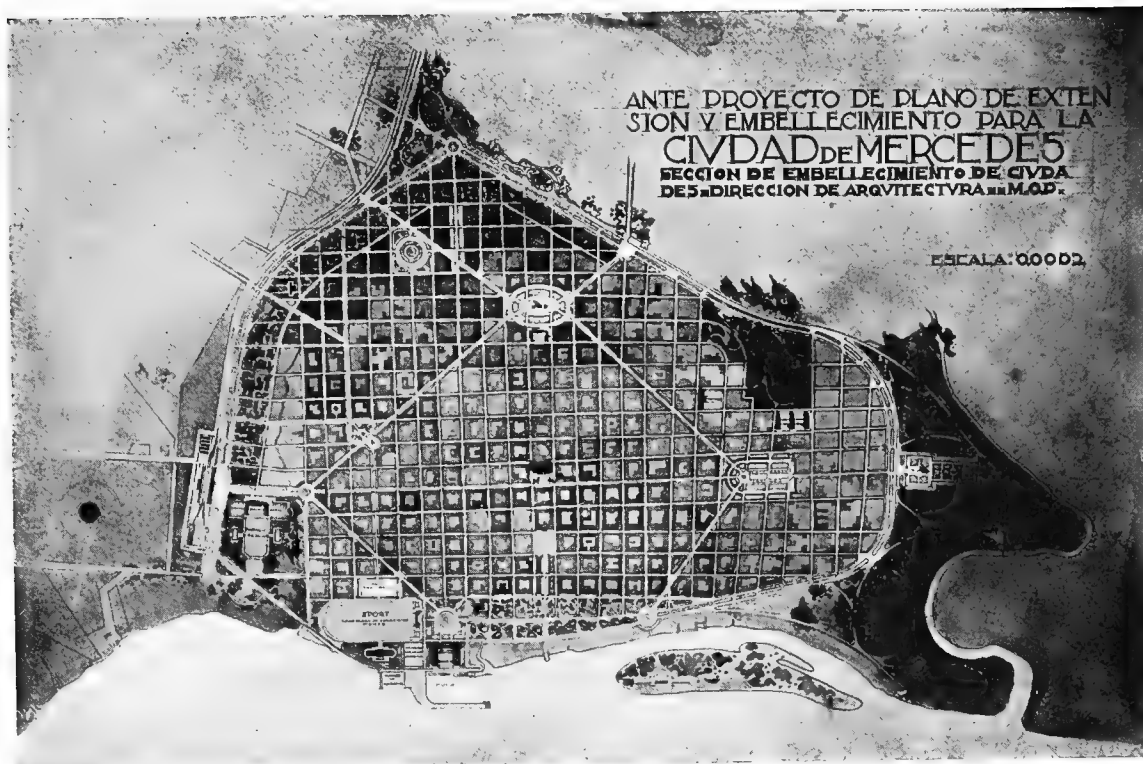 ANTE PROYECTO DE PLANO DE EXTEN
SION Y EMBELLECIMIENTO PARA LA
CIVDAD DE MERCEDES
SECCION DE EMBELLECIMIENTO DE CIVDA
DES = DIRECCION DE ARQVITECTVRA = M.O.P.
ESCALA: 0.0002
SPORT